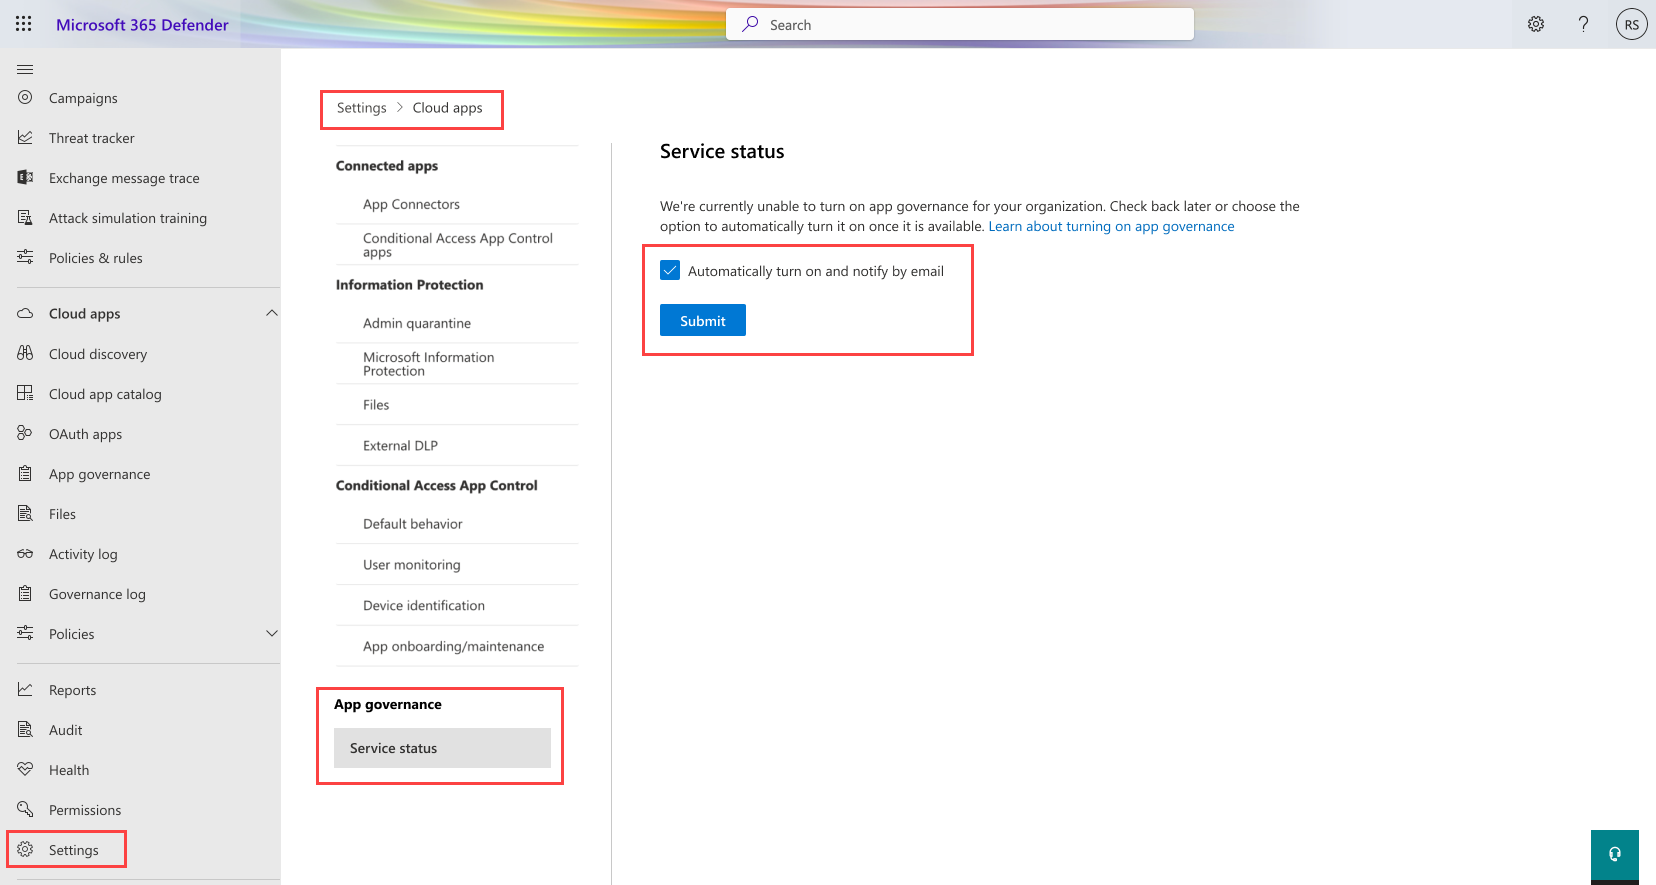 Microsoft 365 Defender
Search
RS
Campaigns
Threat tracker
Exchange message trace
Attack simulation training
Policies & rules
Cloud apps
Cloud discovery
Cloud app catalog
OAuth apps
App governance
Files
Activity log
Governance log
Policies
Reports
Audit
Health
Permissions
Settings
Settings > Cloud apps
Connected apps
App Connectors
Conditional Access App Control
apps
Information Protection
Admin quarantine
Microsoft Information
Protection
Files
External DLP
Conditional Access App Control
Default behavior
User monitoring
Device identification
App onboarding/maintenance
App governance
Service status
Service status
We're currently unable to turn on app governance for your organization. Check back later or choose the
option to automatically turn it on once it is available. Learn about turning on app governance
Automatically turn on and notify by email
Submit